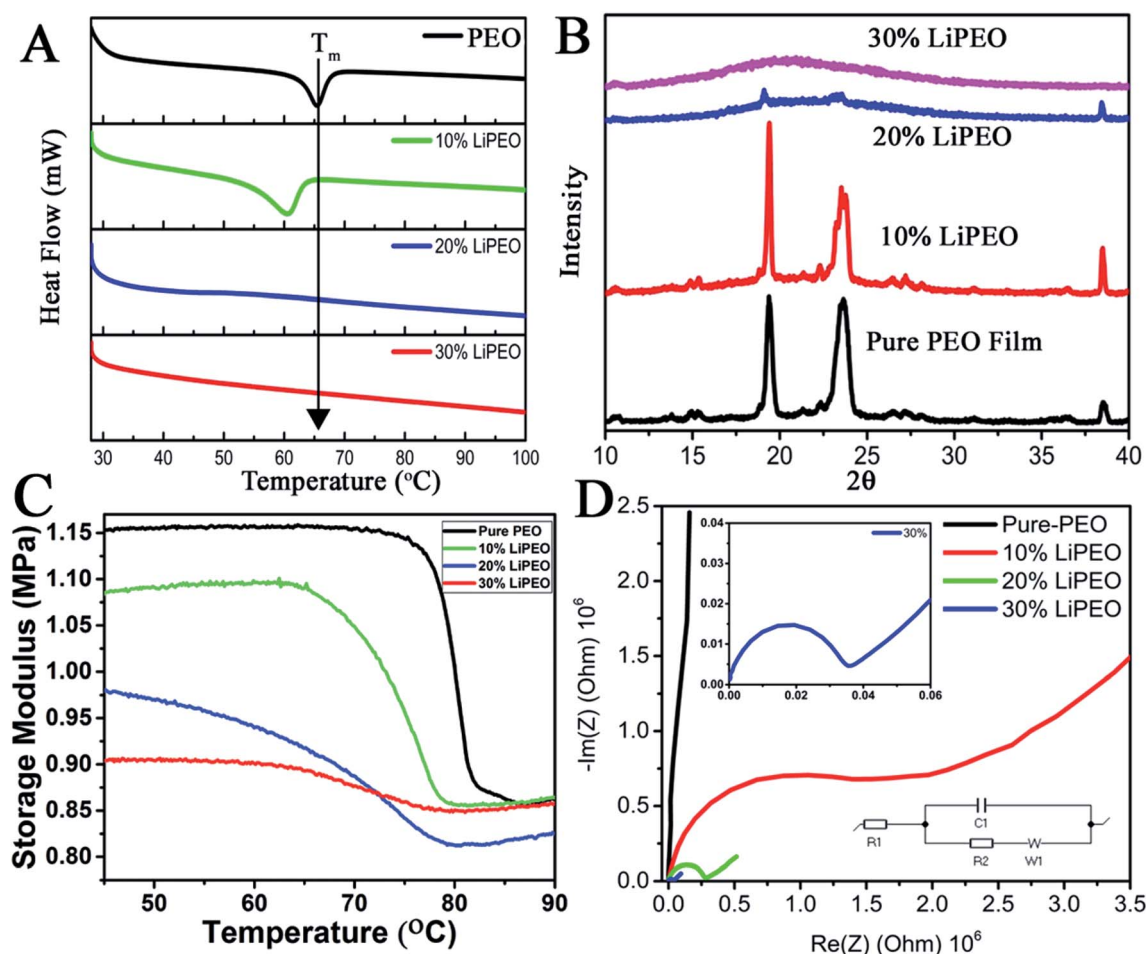 A
T m
PEO
10% LiPEO
20% LiPEO
30% LiPEO
Heat Flow (mW)
30 40 50 60 70 80 90 100
Temperature (°C)
B
30% LiPEO
20% LiPEO
10% LiPEO
Pure PEO Film
Intensity
10 15 20 25 30 35 40
2θ
C
1.15
1.10
1.05
1.00
0.95
0.90
0.85
0.80
Storage Modulus (MPa)
Pure PEO
10% LiPEO
20% LiPEO
30% LiPEO
50 60 70 80 90
Temperature (OC)
D
2.5
2.0
1.5
1.0
0.5
0.0
-Im(Z) (Ohm) 10⁶
0.04
0.03
0.02
0.01
0.00
0.00 0.02 0.04 0.06
30%
Pure-PEO
10% LiPEO
20% LiPEO
30% LiPEO
R1
C1
R2
W
W1
0.0 0.5 1.0 1.5 2.0 2.5 3.0 3.5
Re(Z) (Ohm) 10⁶